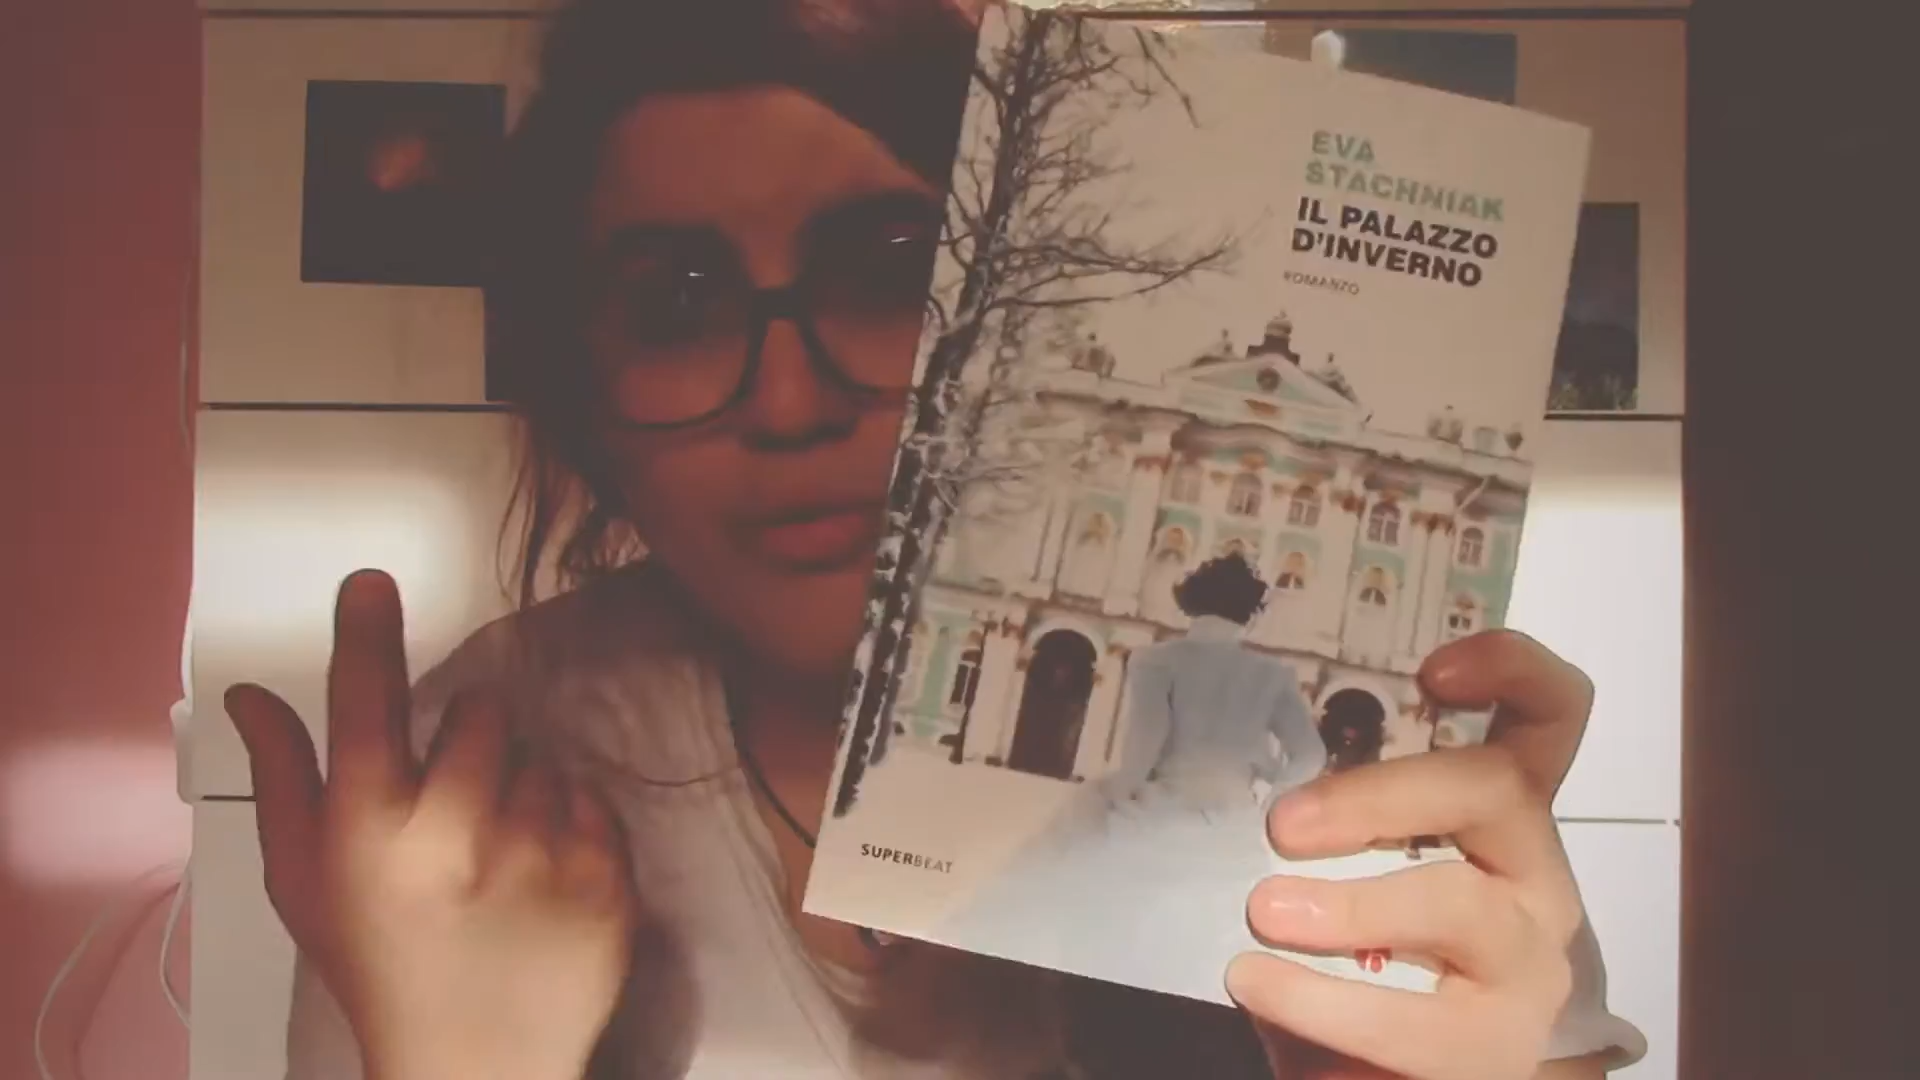 EVA
STACHNIAK
IL PALAZZO
D'INVERNO
ROMANZO
SUPERBEAT